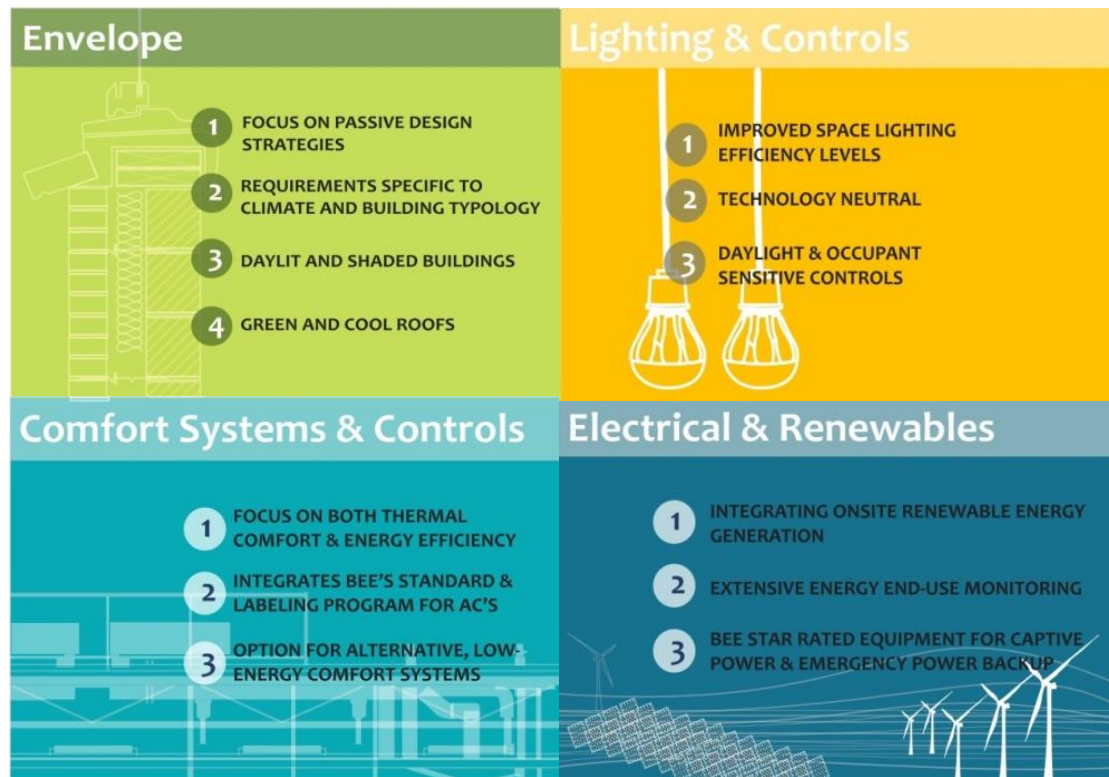 Envelope
1 FOCUS ON PASSIVE DESIGN
STRATEGIES
2 REQUIREMENTS SPECIFIC TO
CLIMATE AND BUILDING TYPOLOGY
3 DAYLIT AND SHADED BUILDINGS
4 GREEN AND COOL ROOFS
Lighting & Controls
1 IMPROVED SPACE LIGHTING
EFFICIENCY LEVELS
2 TECHNOLOGY NEUTRAL
3 DAYLIGHT & OCCUPANT
SENSITIVE CONTROLS
Comfort Systems & Controls
1 FOCUS ON BOTH THERMAL
COMFORT & ENERGY EFFICIENCY
2 INTEGRATES BEE'S STANDARD &
LABELING PROGRAM FOR AC'S
3 OPTION FOR ALTERNATIVE, LOW-
ENERGY COMFORT SYSTEMS
Electrical & Renewables
1 INTEGRATING ONSITE RENEWABLE ENERGY
GENERATION
2 EXTENSIVE ENERGY END-USE MONITORING
3 BEE STAR RATED EQUIPMENT FOR CAPTIVE
POWER & EMERGENCY POWER BACKUP